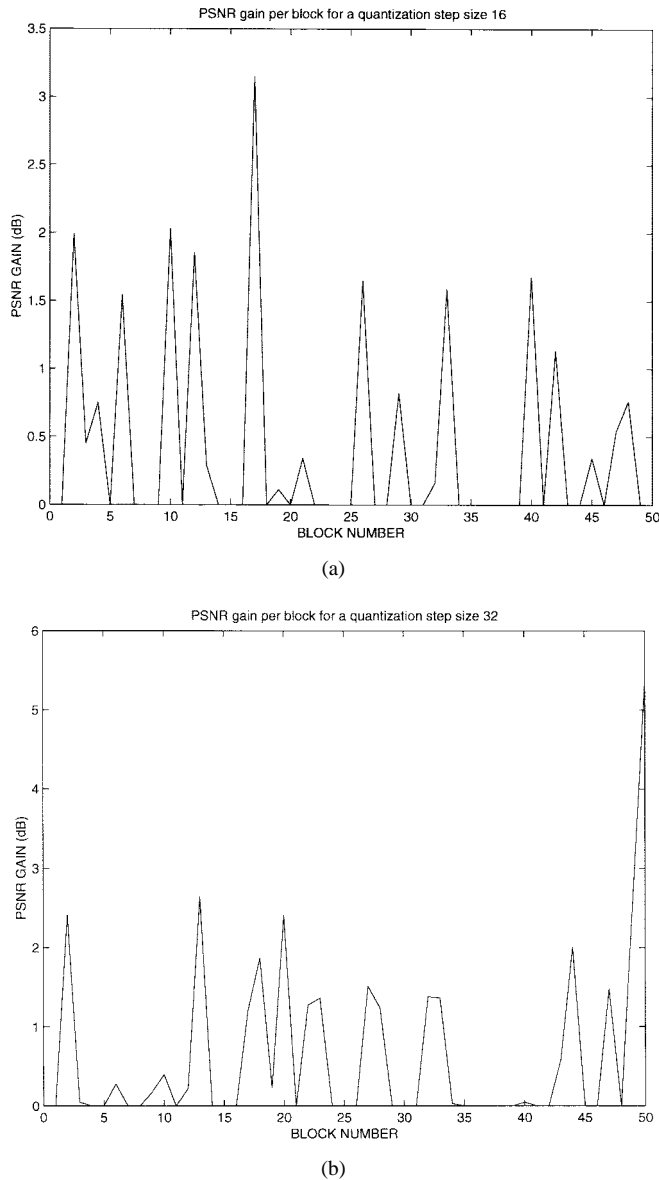 PSNR gain per block for a quantization step size 16
3.5
3
2.5
2
1.5
1
0.5
0
PSNR GAIN (dB)
0 5 10 15 20 25 30 35 40 45 50
BLOCK NUMBER
(a)
PSNR gain per block for a quantization step size 32
6
5
4
3
2
1
0
PSNR GAIN (dB)
0 5 10 15 20 25 30 35 40 45 50
BLOCK NUMBER
(b)